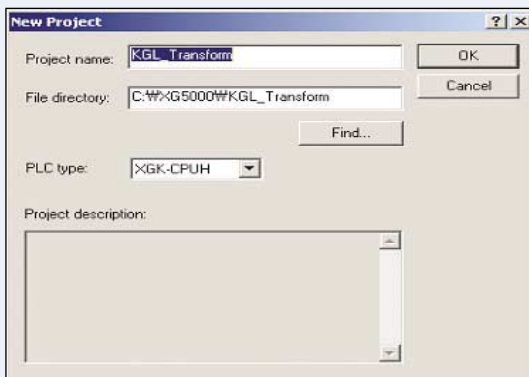 New Project
Project name: KGL_Transform
OK
File directory: C:₩XG5000₩KGL_Transform
Cancel
Find...
PLC type: XGK-CPUH
Project description: